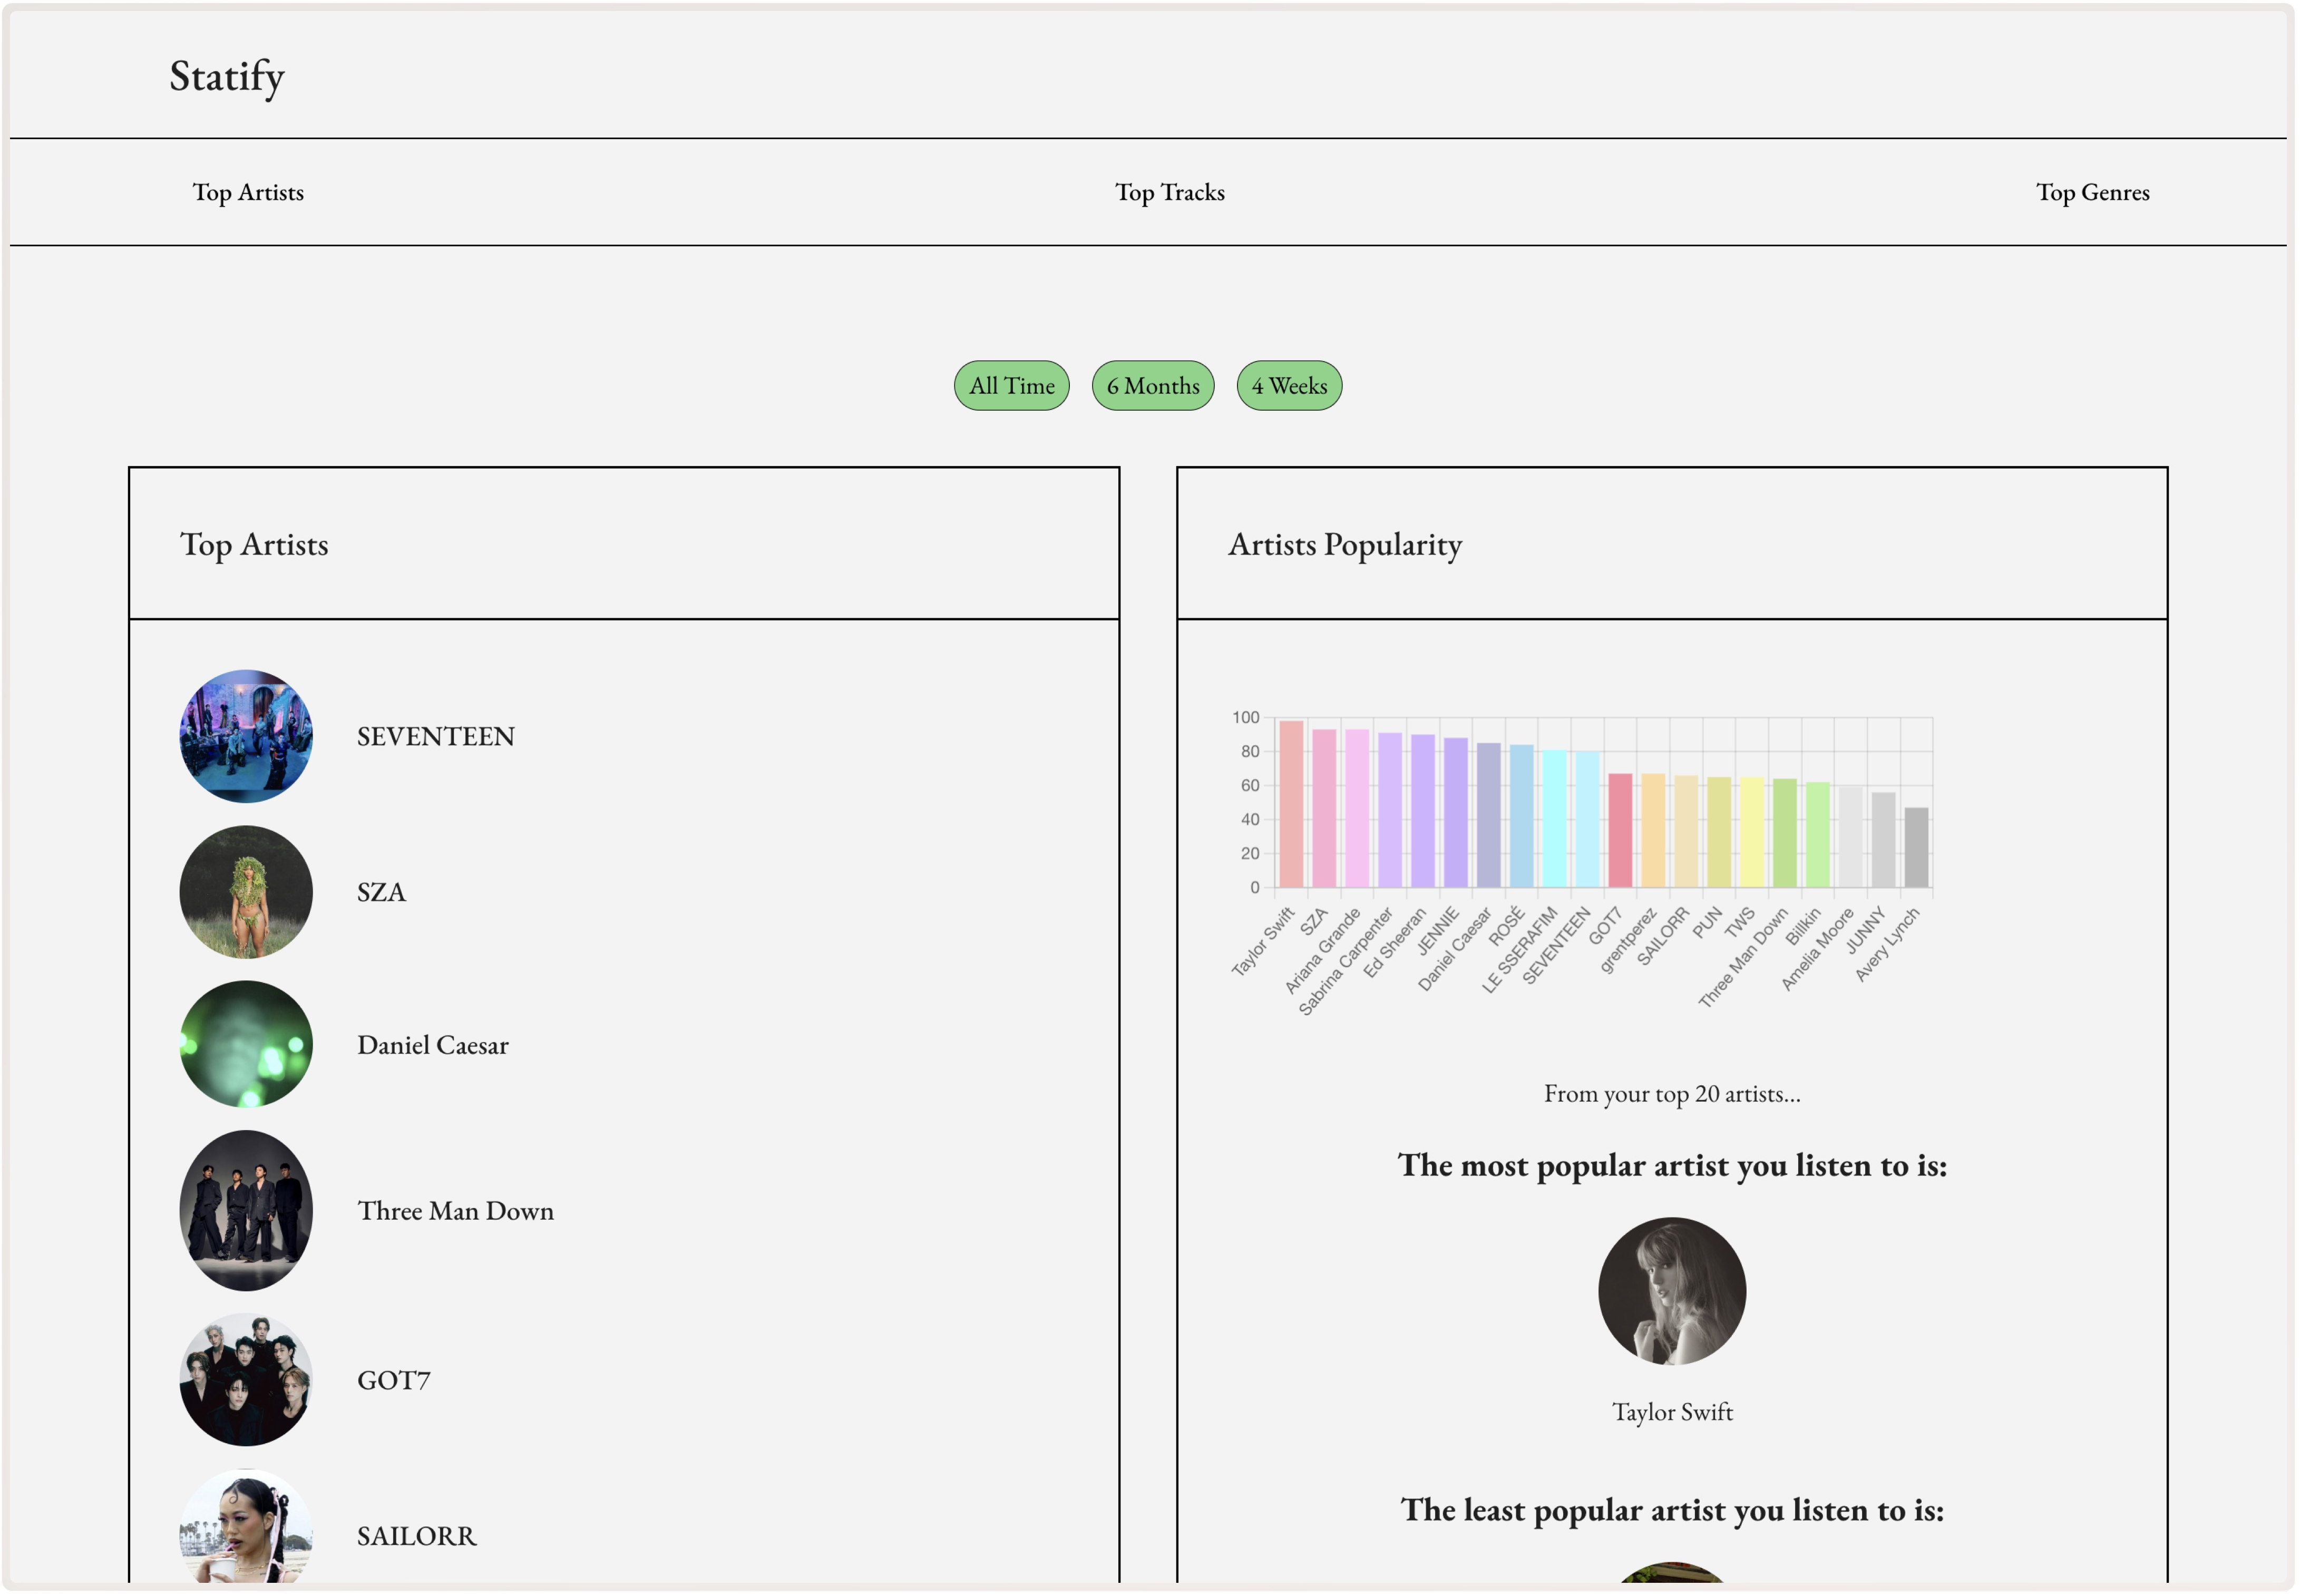 Statify
Top Artists
Top Tracks
Top Genres
All Time
6 Months
4 Weeks
Top Artists
SEVENTEEN
SZA
Daniel Caesar
Three Man Down
GOT7
SAILORR
Artists Popularity
100
80
60
40
20
0
Taylor Swift
SZA
Ariana Grande
Sabrina Carpenter
Ed Sheeran
JENNIE
Daniel Caesar
ROSÉ
LE SSERAFIM
SEVENTEEN
GOT7
grentperez
SAILORR
PUN
TWS
Three Man Down
Billkin
Amelia Moore
JUNNY
Avery Lynch
From your top 20 artists...
The most popular artist you listen to is:
Taylor Swift
The least popular artist you listen to is: